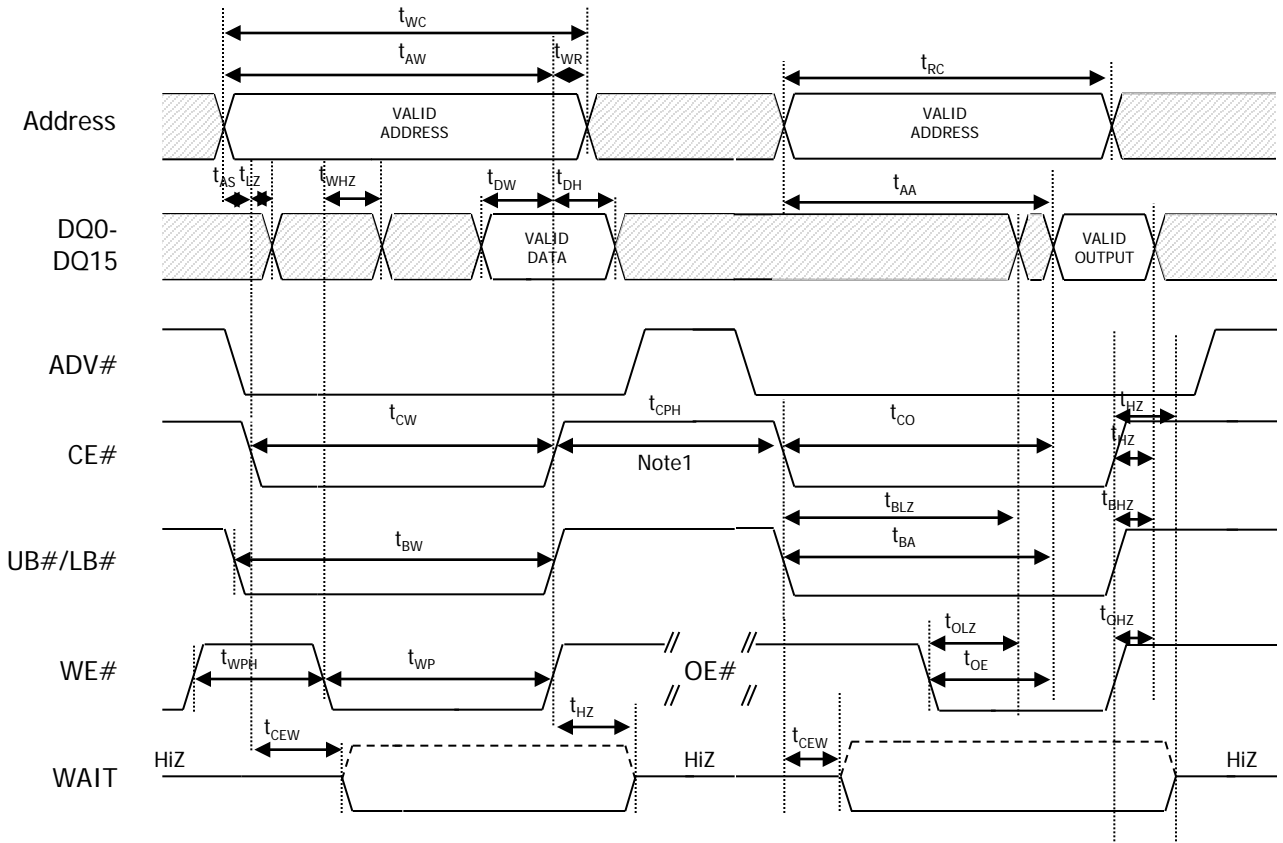 tWC
tAW
tWR
tRC
Address
VALID
ADDRESS
VALID
ADDRESS
tAS
tLZ
tWHZ
tDW
tDH
tAA
DQ0-
DQ15
VALID
DATA
VALID
OUTPUT
ADV#
CE#
tCW
tCPH
Note1
tCO
tHZ
tHZ
tBLZ
tBHZ
UB#/LB#
tBW
tBA
WE#
tWPH
tWP
OE#
tOLZ
tOE
tOHZ
tCEW
tHZ
tCEW
WAIT
HiZ
HiZ
HiZ